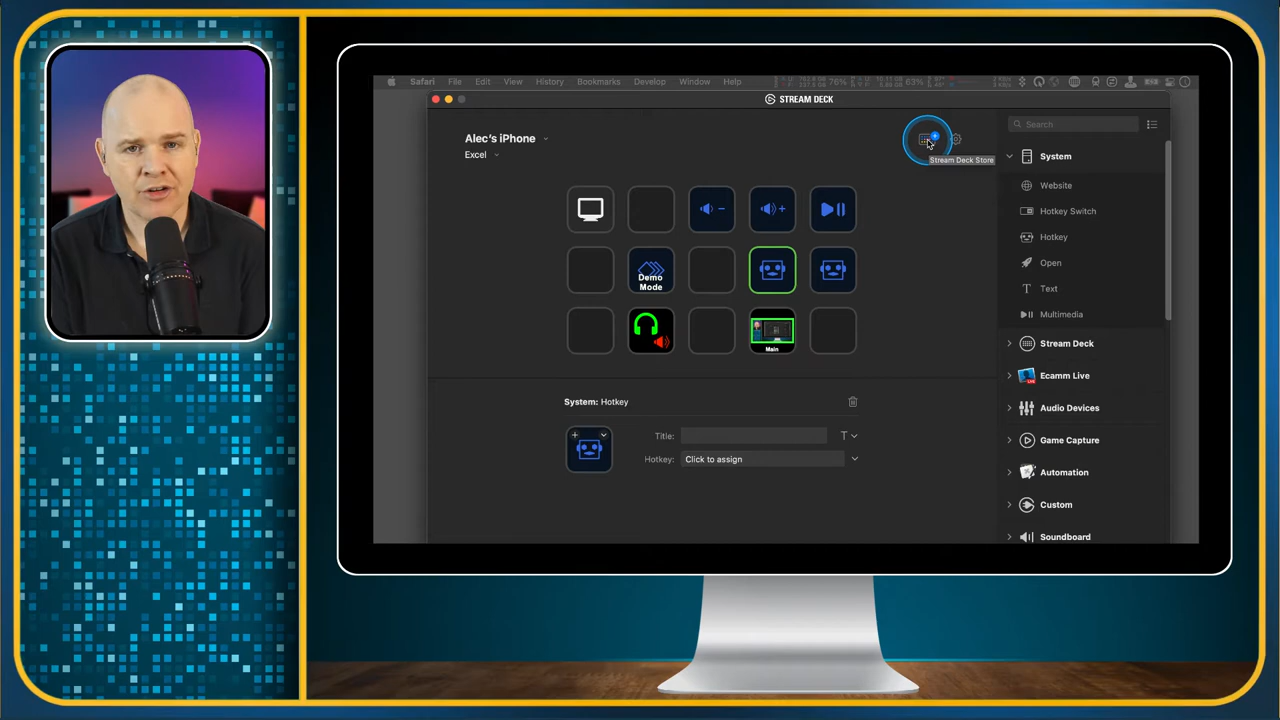 Safari File Edit View History Bookmarks Develop Window Help
76% 63%
STREAM DECK
Alec's iPhone
Excel
Stream Deck Store
Search
System
Website
Hotkey Switch
Hotkey
Open
Text
Multimedia
Stream Deck
Ecamm Live
Audio Devices
Game Capture
Automation
Custom
Soundboard
Demo
Mode
Main
System: Hotkey
Title: T
Hotkey: Click to assign